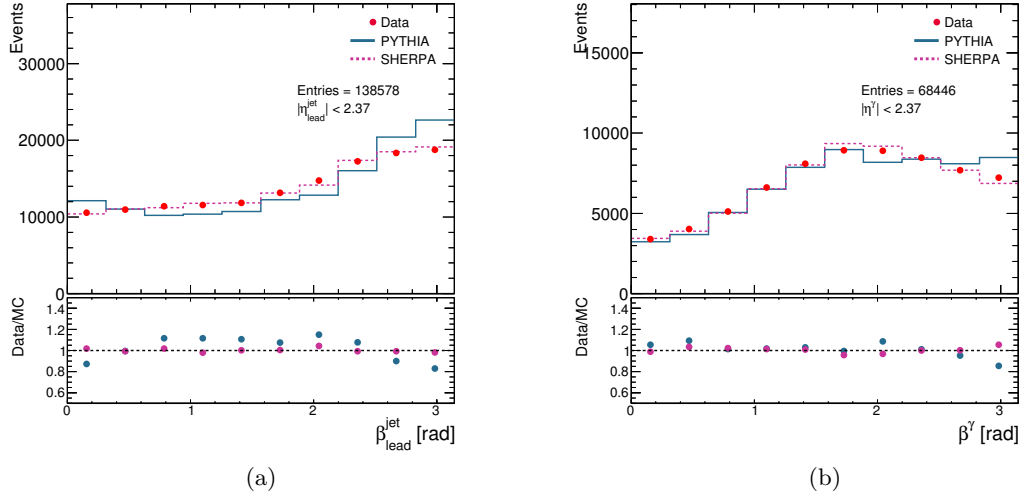 Events
Data
PYTHIA
SHERPA
Entries = 138578
|η^jet_lead| < 2.37
30000
20000
10000
0
Data/MC
1.4
1.2
1
0.8
0.6
0 1 2 3
β^jet_lead [rad]
(a)
Events
Data
PYTHIA
SHERPA
Entries = 68446
|η^γ| < 2.37
15000
10000
5000
0
Data/MC
1.4
1.2
1
0.8
0.6
0 1 2 3
β^γ [rad]
(b)